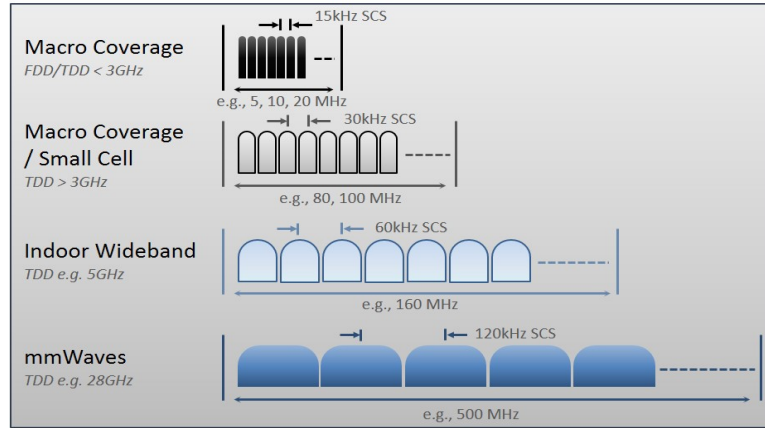 15kHz SCS
Macro Coverage
FDD/TDD < 3GHz
e.g., 5, 10, 20 MHz
30kHz SCS
Macro Coverage
/ Small Cell
TDD > 3GHz
e.g., 80, 100 MHz
60kHz SCS
Indoor Wideband
TDD e.g. 5GHz
e.g., 160 MHz
120kHz SCS
mmWaves
TDD e.g. 28GHz
e.g., 500 MHz